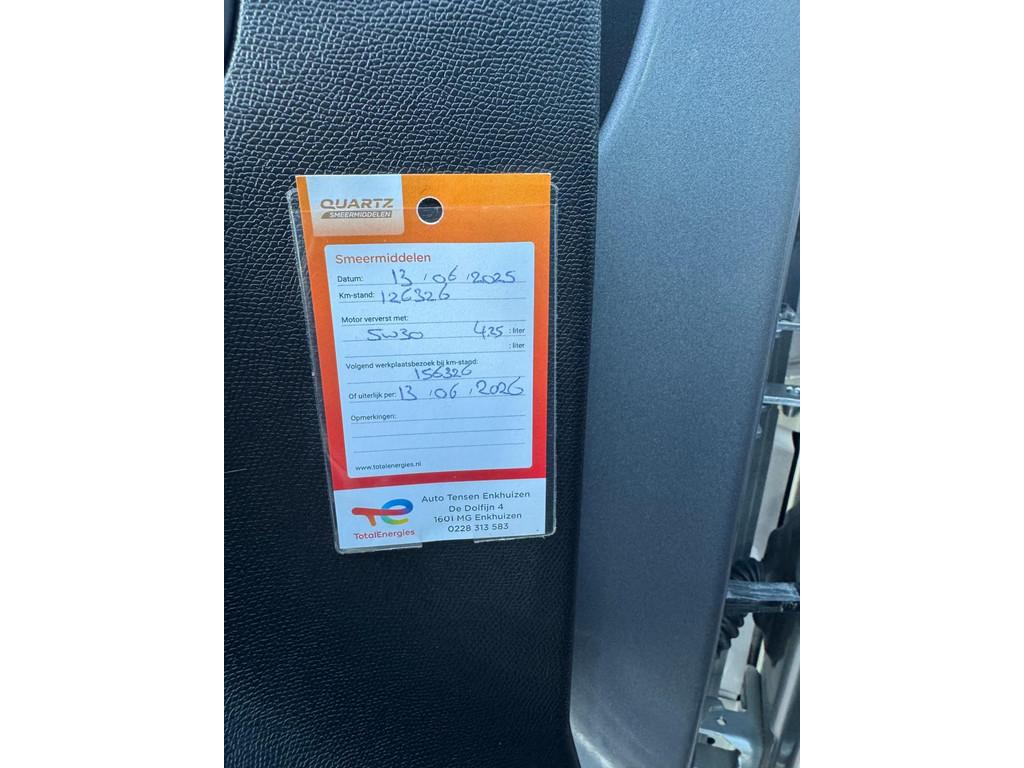 QUARTZ
SMEERMIDDELEN
Smeermiddelen
Datum: 13 / 06 / 2025
Km-stand: 126326
Motor ververst met:
5W30 4.35 : liter
: liter
Volgend werkplaatsbezoek bij km-stand:
156326
Of uiterlijk per: 13 / 06 / 2026
Opmerkingen:
www.totalenergies.nl
TotalEnergies
Auto Tensen Enkhuizen
De Dolfijn 4
1601 MG Enkhuizen
0228 313 583